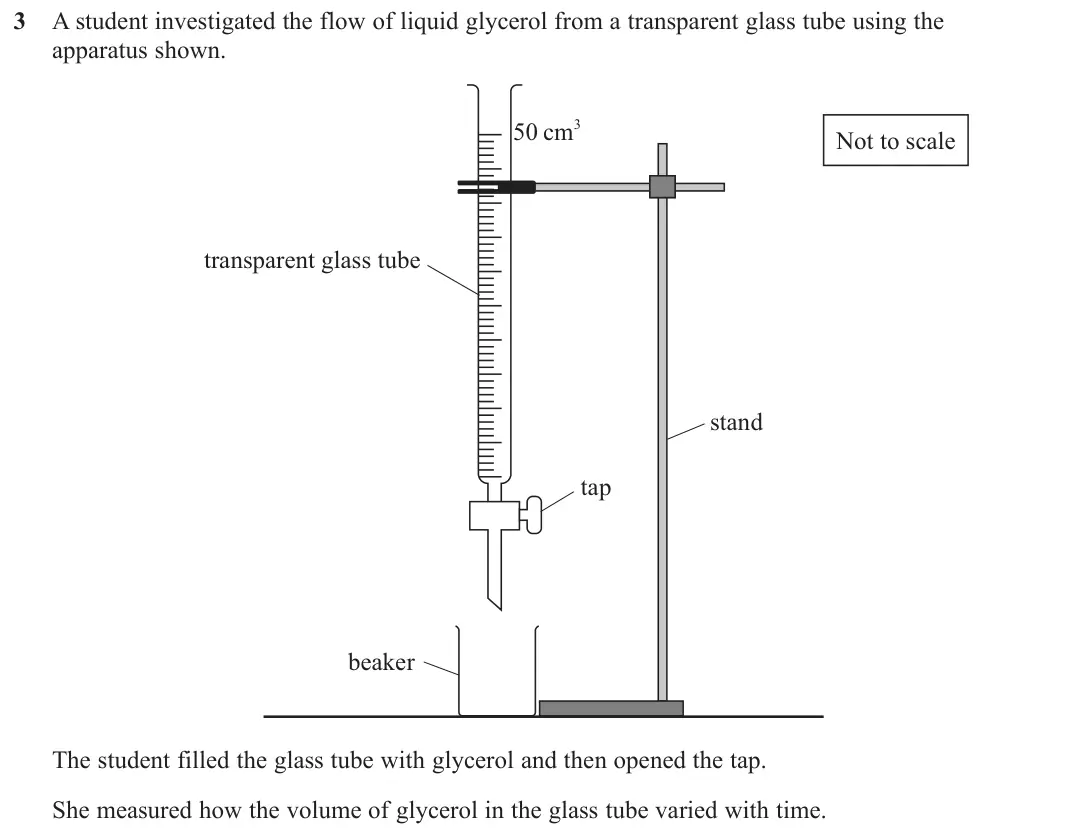 3 A student investigated the flow of liquid glycerol from a transparent glass tube using the
apparatus shown.
50 cm³
Not to scale
transparent glass tube
stand
tap
beaker
The student filled the glass tube with glycerol and then opened the tap.
She measured how the volume of glycerol in the glass tube varied with time.